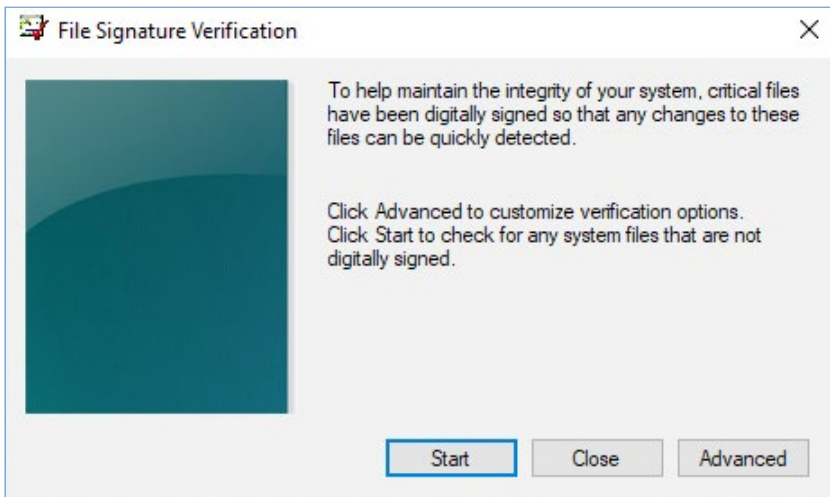 File Signature Verification
To help maintain the integrity of your system, critical files
have been digitally signed so that any changes to these
files can be quickly detected.
Click Advanced to customize verification options.
Click Start to check for any system files that are not
digitally signed.
Start
Close
Advanced